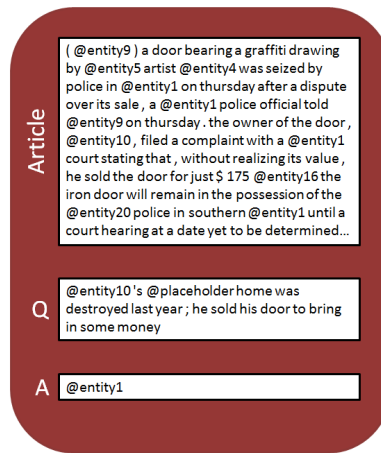 Article
( @entity9 ) a door bearing a graffiti drawing
by @entity5 artist @entity4 was seized by
police in @entity1 on thursday after a dispute
over its sale , a @entity1 police official told
@entity9 on thursday . the owner of the door ,
@entity10 , filed a complaint with a @entity1
court stating that , without realizing its value ,
he sold the door for just $ 175 @entity16 the
iron door will remain in the possession of the
@entity20 police in southern @entity1 until a
court hearing at a date yet to be determined…
Q
@entity10 's @placeholder home was
destroyed last year ; he sold his door to bring
in some money
A
@entity1